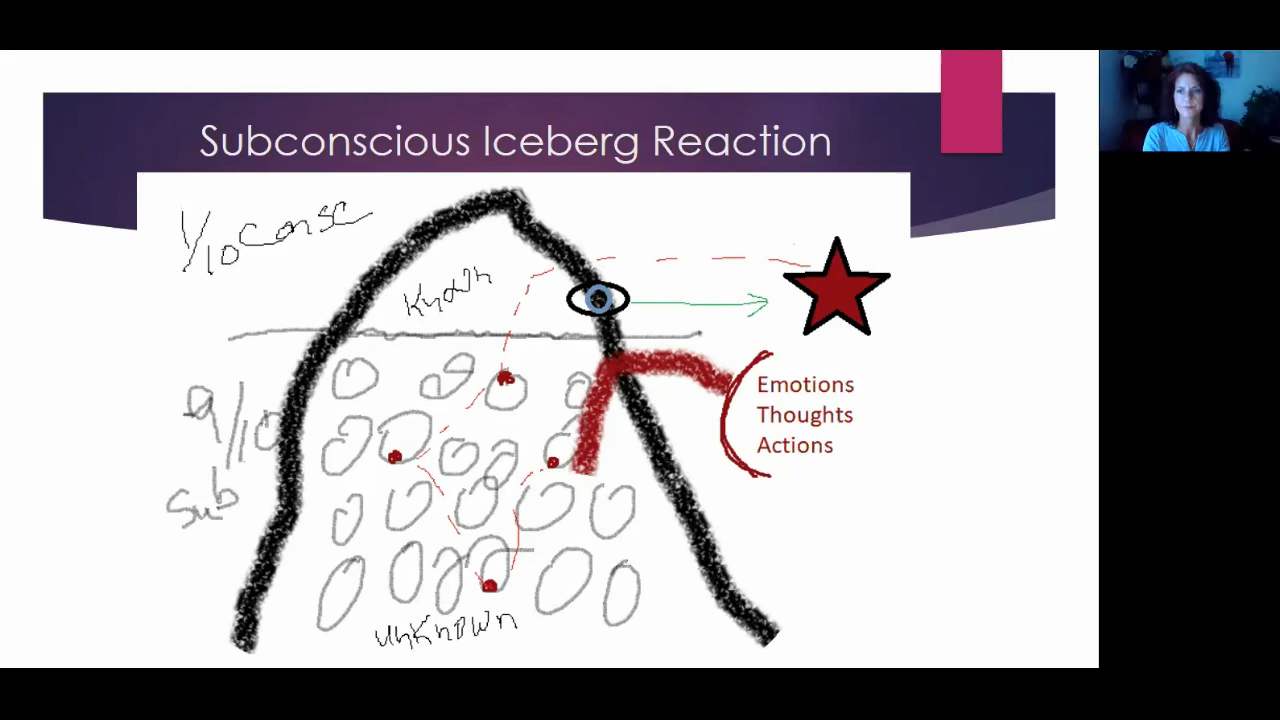 Subconscious Iceberg Reaction
1/10 consc
Known
Emotions
Thoughts
Actions
9/10
Sub
unKnown